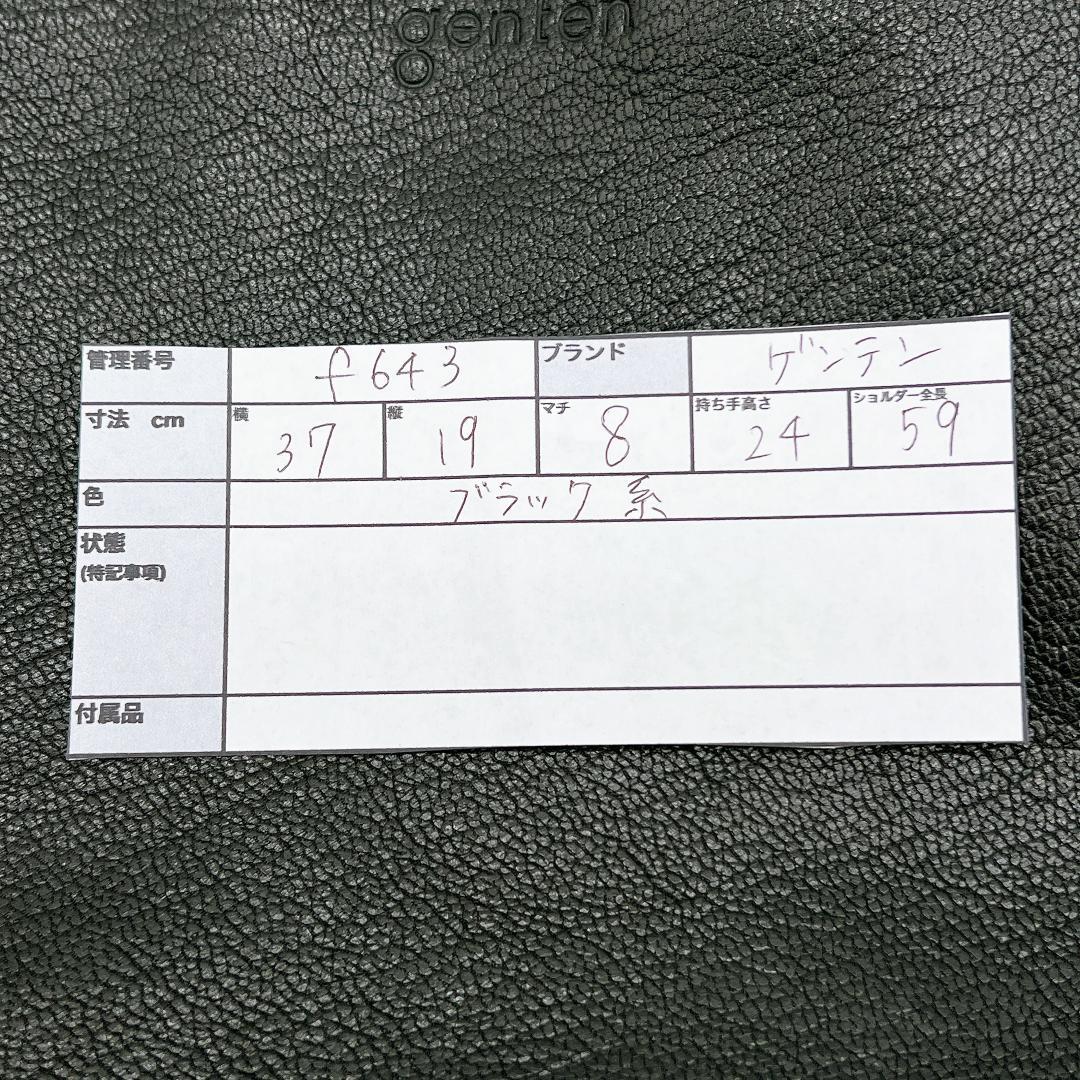 genten
管理番号 f643 ブランド ゲンテン
寸法 cm 横 37 縦 19 マチ 8 持ち手高さ 24 ショルダー全長 59
色 ブラック系
状態
(特記事項)
付属品